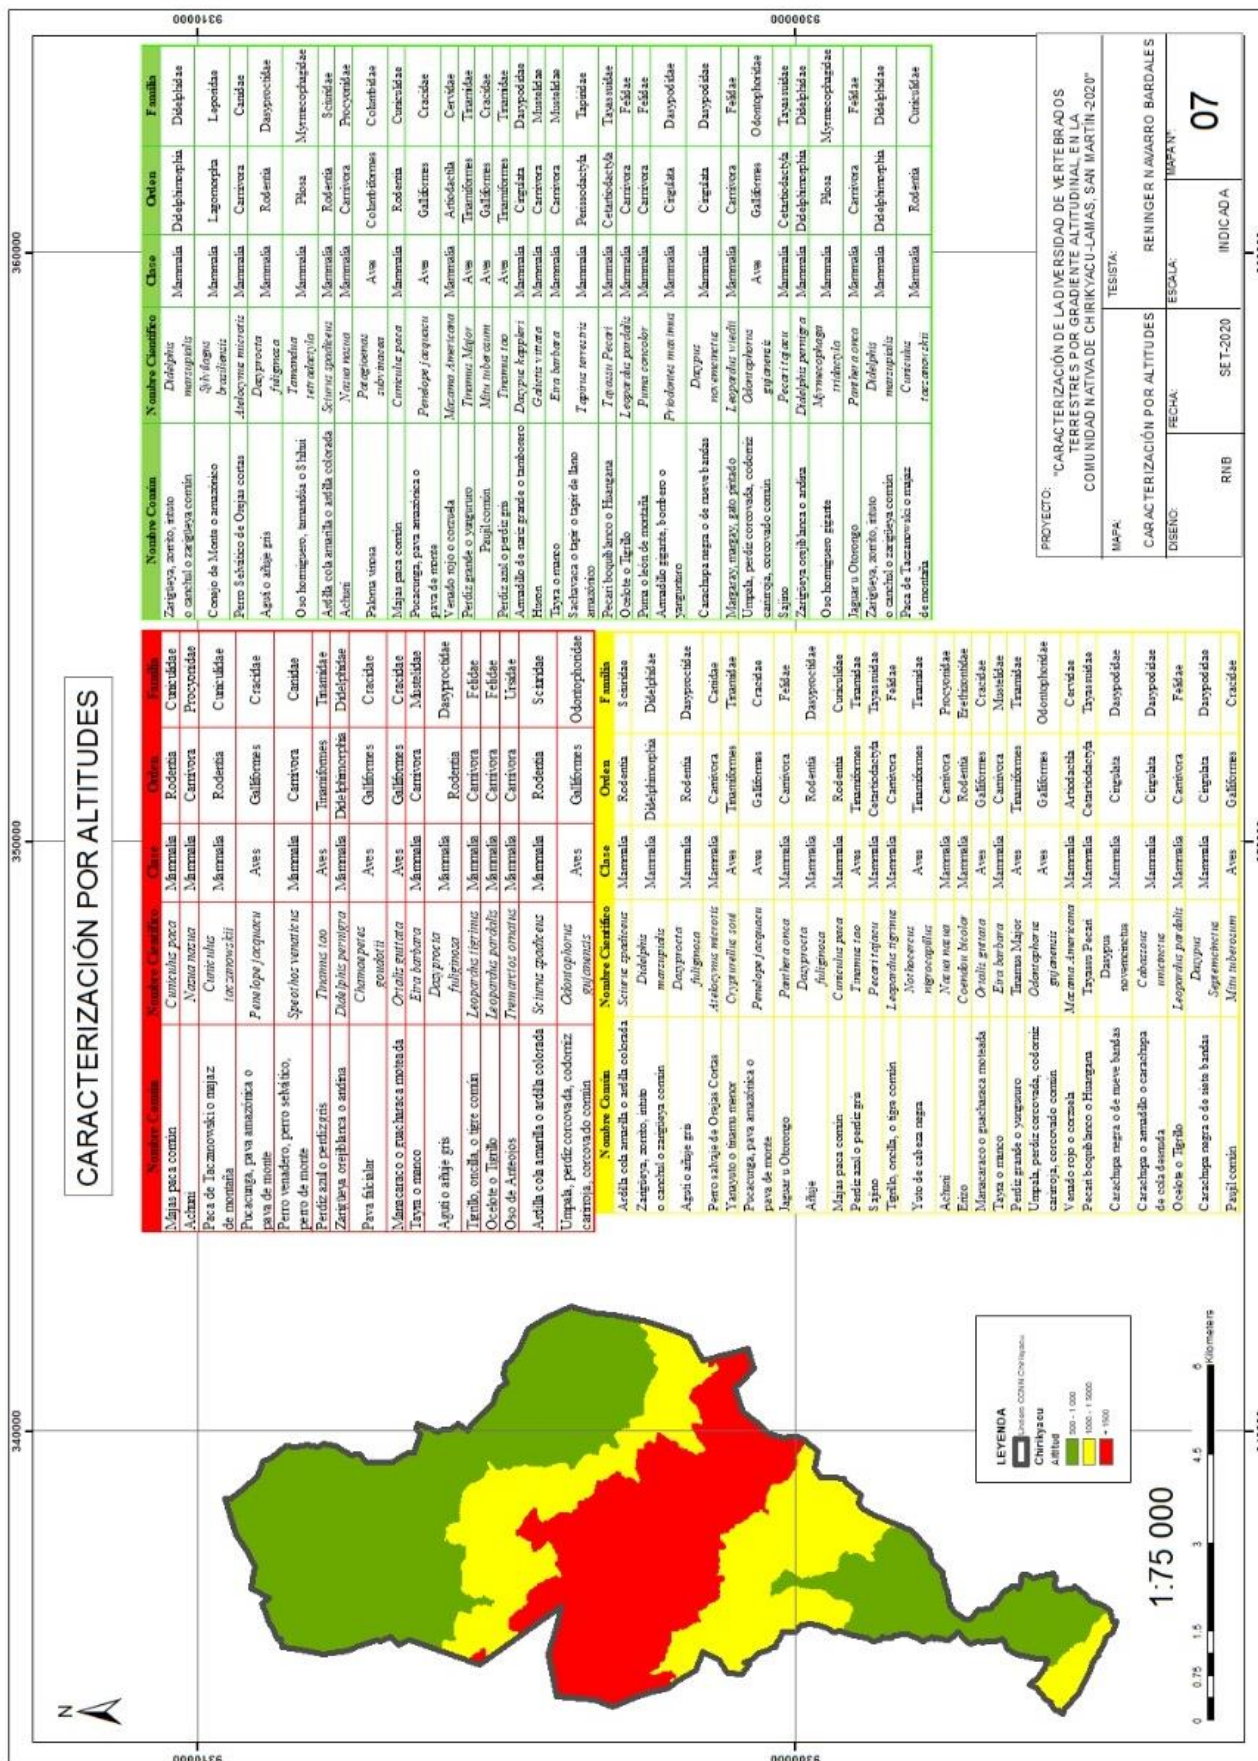 CARACTERIZACIÓN POR ALTITUDES
N
9310000
9300000
340000
350000
360000
Nombre Común Nombre Científico Clase Orden Familia
Majas paca común Cuniculus paca Mammalia Rodentia Cuniculidae
Achuni Nasua nasua Mammalia Carnivora Procyonidae
Paca de Taczanowski o majaz
de montaña Cuniculus taczanowskii Mammalia Rodentia Cuniculidae
Pucacunga, pava amazónica o
pava de monte Penelope jacquacu Aves Galliformes Cracidae
Perro venadero, perro selvático,
perro de monte Speothos venaticus Mammalia Carnivora Canidae
Perdiz azul o perdiz gris Tinamus tao Aves Tinamiformes Tinamidae
Zarigüeya orejiblanca o andina Didelphis pernigra Mammalia Didelphimorphia Didelphidae
Pava Chamaepetes goudotii Aves Galliformes Cracidae
Manacaraco o guacharaca moteada Ortalis guttata Aves Galliformes Cracidae
Tayra o manco Eira barbara Mammalia Carnivora Mustelidae
Aguti o añuje gris Dasyprocta fuliginosa Mammalia Rodentia Dasyproctidae
Tigrillo, oncilla, o tigre común Leopardus tigrinus Mammalia Carnivora Felidae
Ocelote o Tigrillo Leopardus pardalis Mammalia Carnivora Felidae
Oso de Anteojos Tremarctos ornatus Mammalia Carnivora Ursidae
Ardilla cola amarilla o ardilla colorada Sciurus spadiceus Mammalia Rodentia Sciuridae
Umpala, perdiz corcovada, codorniz
carirroja, corcovado común Odontophorus gujanensis Aves Galliformes Odontophoridae
Nombre Común Nombre Científico Clase Orden Familia
Ardilla cola amarilla o ardilla colorada Sciurus spadiceus Mammalia Rodentia Sciuridae
Zarigüeya, zorrito, intuto
o canchul o zarigüeya común Didelphis marsupialis Mammalia Didelphimorphia Didelphidae
Aguti o añuje gris Dasyprocta fuliginosa Mammalia Rodentia Dasyproctidae
Perro salvaje de Orejas Cortas Atelocynus microtis Mammalia Carnivora Canidae
Yanayuto o tinamu menor Crypturellus soui Aves Tinamiformes Tinamidae
Pucacunga, pava amazónica o
pava de monte Penelope jacquacu Aves Galliformes Cracidae
Jaguar u Otorongo Panthera onca Mammalia Carnivora Felidae
Añuje Dasyprocta fuliginosa Mammalia Rodentia Dasyproctidae
Majas paca común Cuniculus paca Mammalia Rodentia Cuniculidae
Perdiz azul o perdiz gris Tinamus tao Aves Tinamiformes Tinamidae
Sajino Pecari tajacu Mammalia Cetartiodactyla Tayassuidae
Tigrillo, oncilla, o tigre común Leopardus tigrinus Mammalia Carnivora Felidae
Yuto de cabeza negra Nothocercus nigrocapillus Aves Tinamiformes Tinamidae
Achuni Nasua nasua Mammalia Carnivora Procyonidae
Erizo Coendou bicolor Mammalia Rodentia Erethizontidae
Manacaraco o guacharaca moteada Ortalis guttata Aves Galliformes Cracidae
Tayra o manco Eira barbara Mammalia Carnivora Mustelidae
Perdiz grande o yungururo Tinamus Major Aves Tinamiformes Tinamidae
Umpala, perdiz corcovada, codorniz
carirroja, corcovado común Odontophorus gujanensis Aves Galliformes Odontophoridae
Venado rojo o corzuela Mazama Americana Mammalia Artiodactila Cervidae
Pecari boquiblanco o Huangana Tayassu Pecari Mammalia Cetartiodactyla Tayassuidae
Carachupa negra o de nueve bandas Dasypus novemcinctus Mammalia Cingulata Dasypodidae
Carachupa o armadillo o carachupa
de cola desnuda Cabassous unicinctus Mammalia Cingulata Dasypodidae
Ocelote o Tigrillo Leopardus pardalis Mammalia Carnivora Felidae
Carachupa negra o de siete bandas Dasypus Septemcinctus Mammalia Cingulata Dasypodidae
Paujil común Mitu tuberosum Aves Galliformes Cracidae
Nombre Común Nombre Científico Clase Orden Familia
Zarigüeya, zorrito, intuto
o canchul o zarigüeya común Didelphis marsupialis Mammalia Didelphimorphia Didelphidae
Conejo de Monte o amazónico Sylvilagus brasiliensis Mammalia Lagomorpha Leporidae
Perro Selvático de Orejas cortas Atelocynus microtis Mammalia Carnivora Canidae
Aguti o añuje gris Dasyprocta fuliginosa Mammalia Rodentia Dasyproctidae
Oso hormiguero, tamandúa o Shihui Tamandua tetradactyla Mammalia Pilosa Myrmecophagidae
Ardilla cola amarilla o ardilla colorada Sciurus spadiceus Mammalia Rodentia Sciuridae
Achuni Nasua nasua Mammalia Carnivora Procyonidae
Paloma vinosa Patagioenas subvinacea Aves Columbiformes Columbidae
Majas paca común Cuniculus paca Mammalia Rodentia Cuniculidae
Pucacunga, pava amazónica o
pava de monte Penelope jacquacu Aves Galliformes Cracidae
Venado rojo o corzuela Mazama Americana Mammalia Artiodactila Cervidae
Perdiz grande o yungururo Tinamus Major Aves Tinamiformes Tinamidae
Paujil común Mitu tuberosum Aves Galliformes Cracidae
Perdiz azul o perdiz gris Tinamus tao Aves Tinamiformes Tinamidae
Armadillo de nariz grande o tamborero Dasypus kappleri Mammalia Cingulata Dasypodidae
Huron Galictis vittata Mammalia Carnivora Mustelidae
Tayra o manco Eira barbara Mammalia Carnivora Mustelidae
Sachavaca o tapir o tapir de llano
amazónico Tapirus terrestris Mammalia Perissodactyla Tapiridae
Pecari boquiblanco o Huangana Tayassu Pecari Mammalia Cetartiodactyla Tayassuidae
Ocelote o Tigrillo Leopardus pardalis Mammalia Carnivora Felidae
Puma o león de montaña Puma concolor Mammalia Carnivora Felidae
Armadillo gigante, bombero o
yangunturo Priodontes maximus Mammalia Cingulata Dasypodidae
Carachupa negra o de nueve bandas Dasypus novemcinctus Mammalia Cingulata Dasypodidae
Margaray, margay, gato pintado Leopardus wiedii Mammalia Carnivora Felidae
Umpala, perdiz corcovada, codorniz
carirroja, corcovado común Odontophorus gujanensis Aves Galliformes Odontophoridae
Sajino Pecari tajacu Mammalia Cetartiodactyla Tayassuidae
Zarigüeya orejiblanca o andina Didelphis pernigra Mammalia Didelphimorphia Didelphidae
Oso hormiguero gigante Myrmecophaga tridactyla Mammalia Pilosa Myrmecophagidae
Jaguar u Otorongo Panthera onca Mammalia Carnivora Felidae
Zarigüeya, zorrito, intuto
o canchul o zarigüeya común Didelphis marsupialis Mammalia Didelphimorphia Didelphidae
Paca de Taczanowski o majaz
de montaña Cuniculus taczanowskii Mammalia Rodentia Cuniculidae
LEYENDA
Lindero CCNN Chirikyacu
Chirikyacu
Altitud
500 - 1 000
1000 - 1 5000
+ 1500
1:75 000
0 0.75 1.5 3 4.5 6
Kilometers
PROYECTO: "CARACTERIZACIÓN DE LA DIVERSIDAD DE VERTEBRADOS
TERRESTRES POR GRADIENTE ALTITUDINAL EN LA
COMUNIDAD NATIVA DE CHIRIKYACU-LAMAS, SAN MARTÍN-2020"
MAPA: CARACTERIZACIÓN POR ALTITUDES
TESISTA: RENINGER NAVARRO BARDALES
DISEÑO: RNB
FECHA: SET-2020
ESCALA: INDICADA
MAPA N°: 07